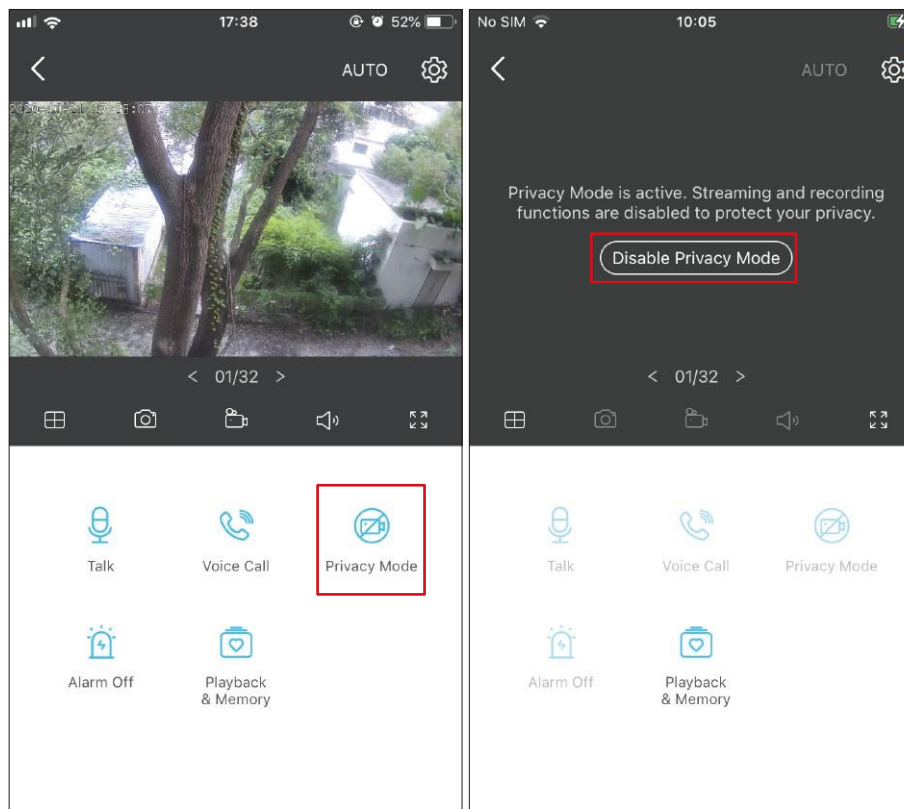 17:38
52%
AUTO
< 01/32 >
Talk
Voice Call
Privacy Mode
Alarm Off
Playback
& Memory
No SIM
10:05
AUTO
Privacy Mode is active. Streaming and recording
functions are disabled to protect your privacy.
Disable Privacy Mode
< 01/32 >
Talk
Voice Call
Privacy Mode
Alarm Off
Playback
& Memory